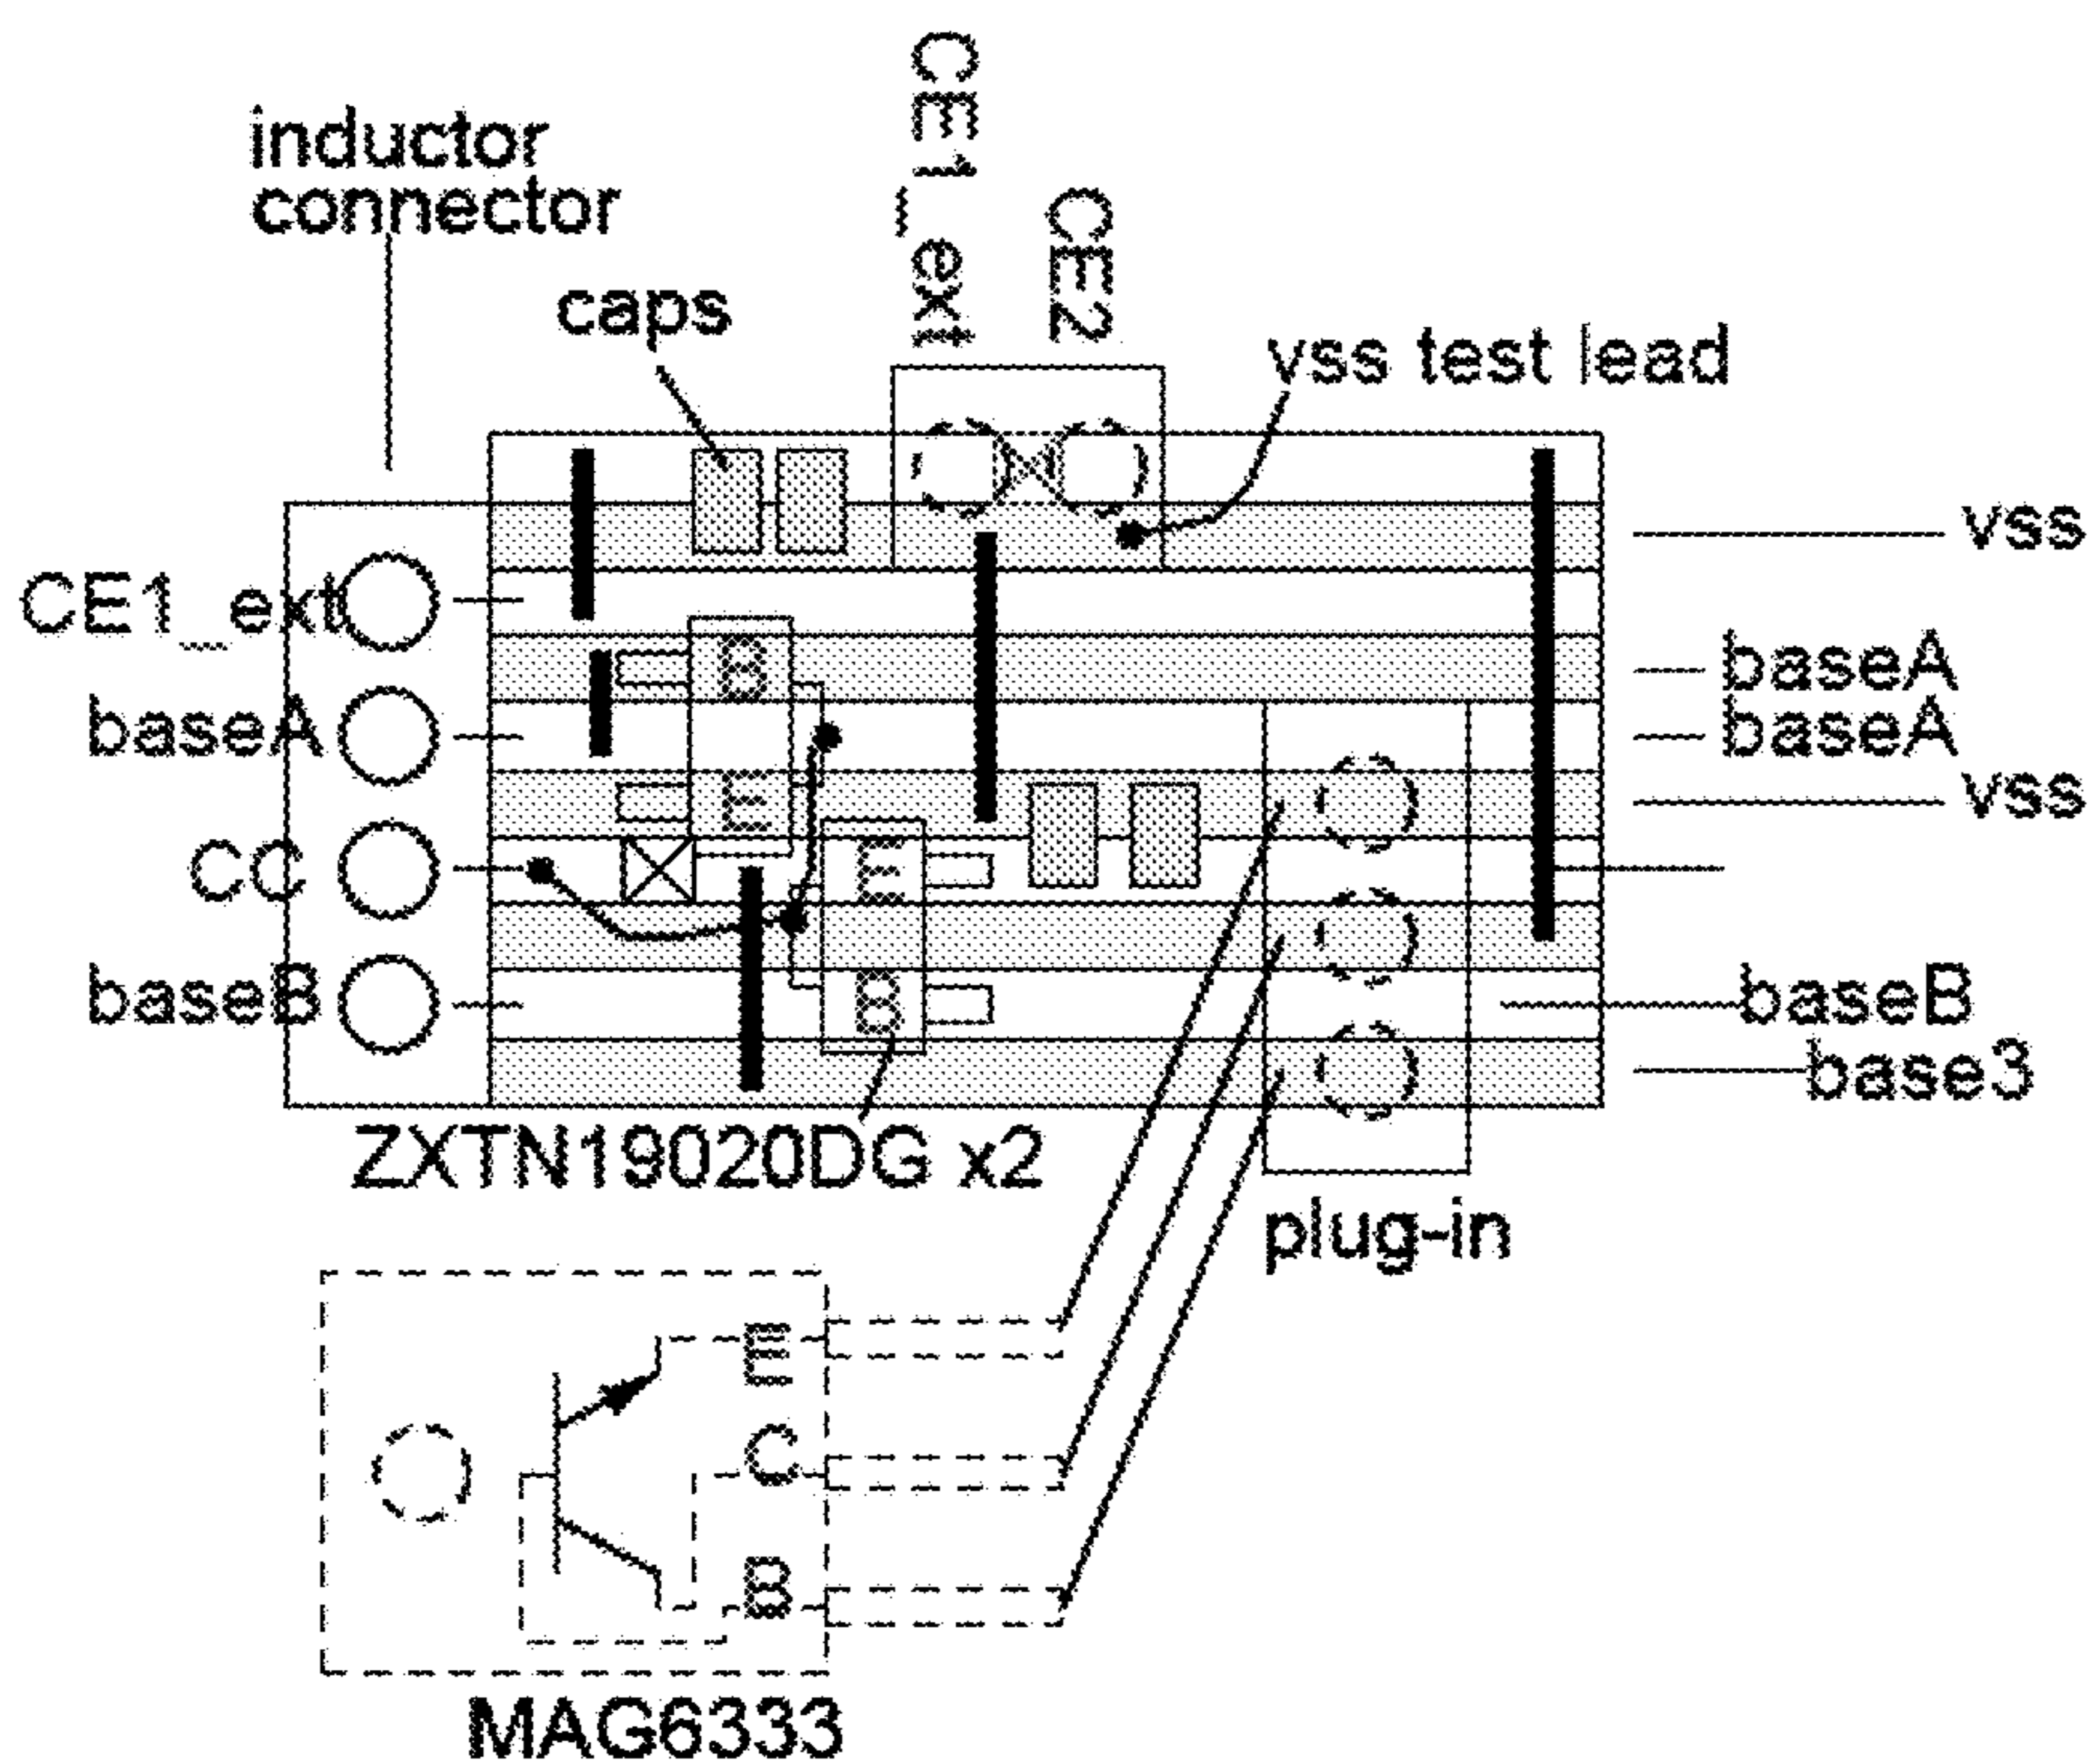 CE1_ext
inductor
connector
CE2
caps
vss test lead
vss
CE1_ext
B
baseA
baseA
baseA
E
vss
CC
E
baseB
B
baseB
base3
ZXTN19020DG x2
plug-in
E
C
B
MAG6333